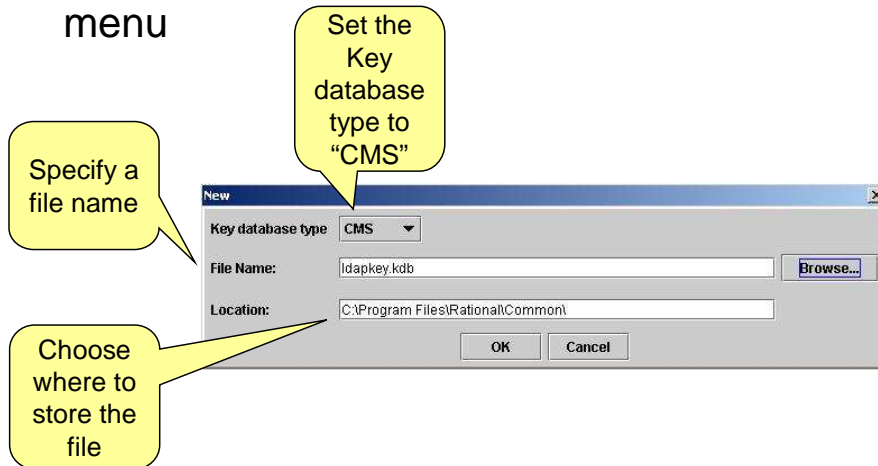 menu
Set the
Key
database
type to
“CMS”
Specify a
file name
New
Key database type CMS
File Name: ldapkey.kdb Browse...
Location: C:\Program Files\Rational\Common\
OK Cancel
Choose
where to
store the
file